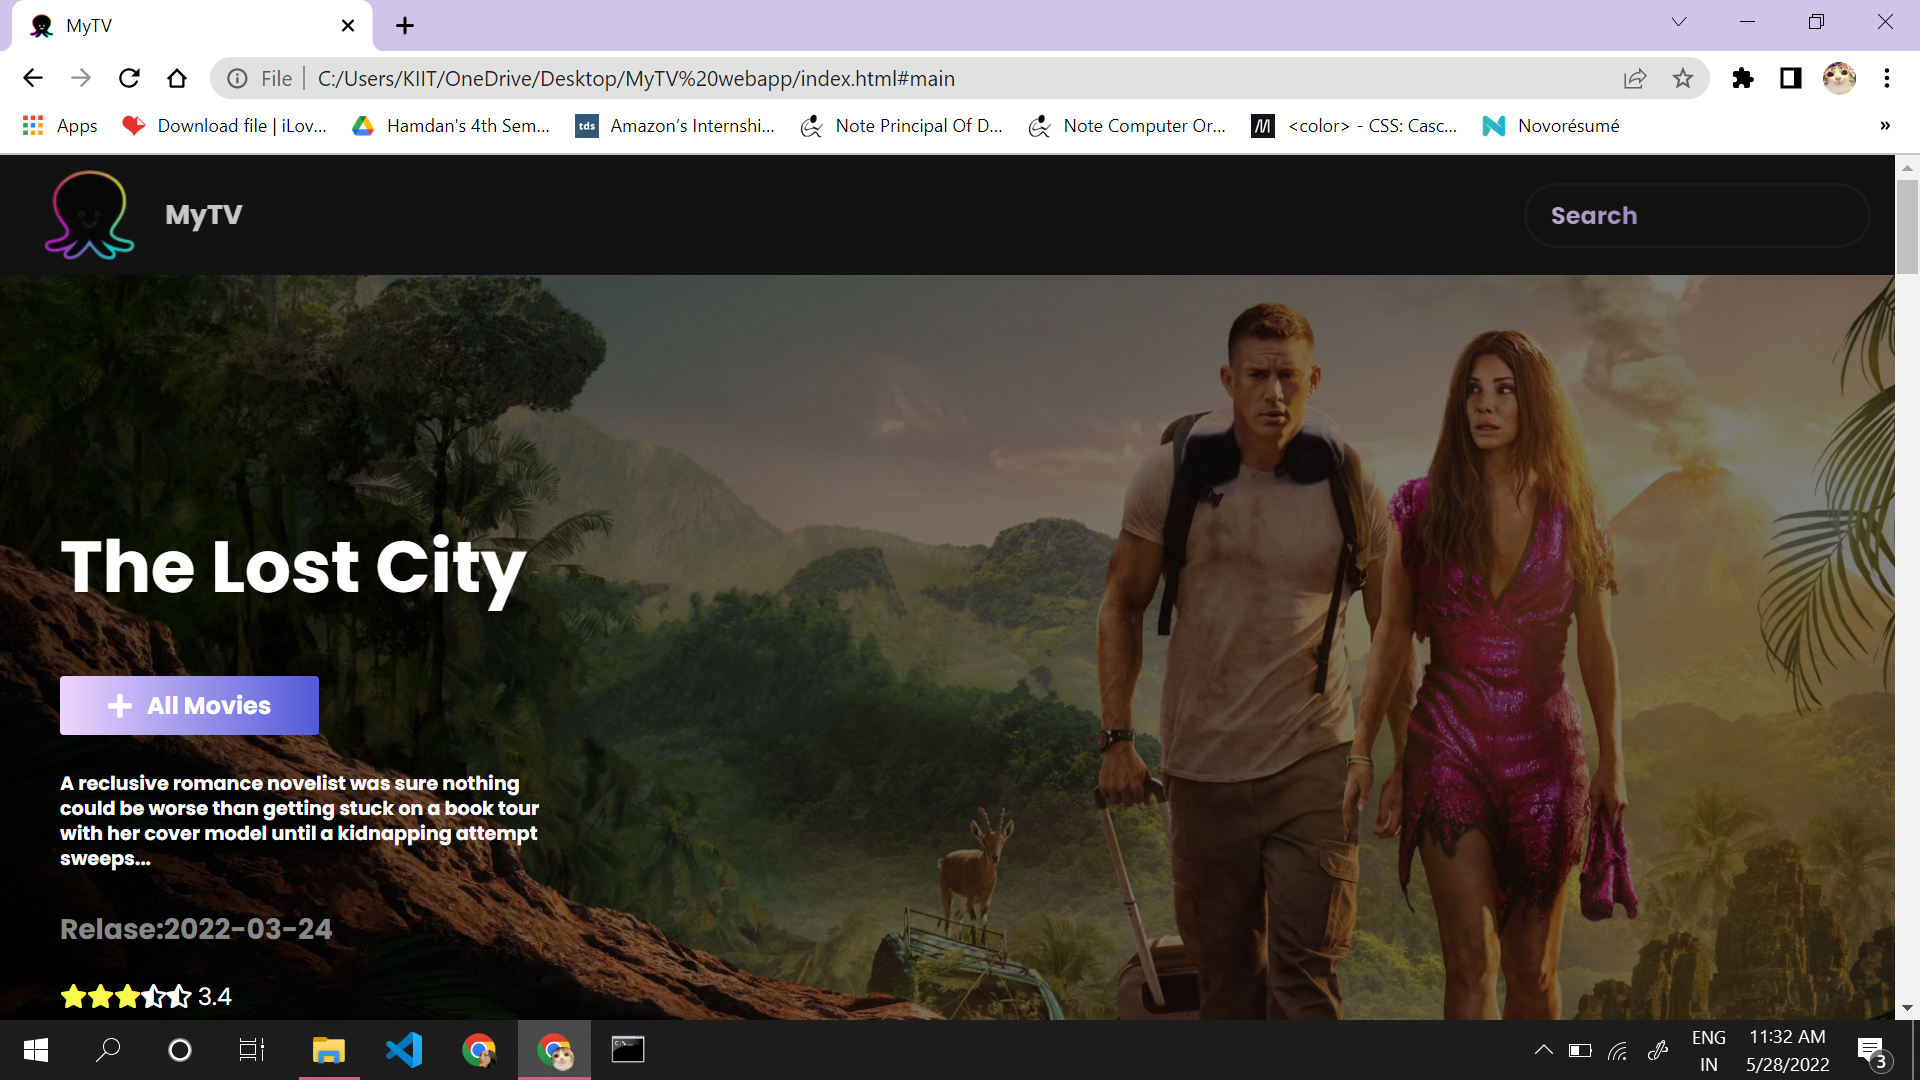 MyTV
File
C:/Users/KIIT/OneDrive/Desktop/MyTV%20webapp/index.html#main
Apps
Download file | iLov...
Hamdan's 4th Sem...
tds
Amazon’s Internshi...
Note Principal Of D...
Note Computer Or...
<color> - CSS: Casc...
Novorésumé
»
MyTV
Search
The Lost City
All Movies
A reclusive romance novelist was sure nothing
could be worse than getting stuck on a book tour
with her cover model until a kidnapping attempt
sweeps...
Relase:2022-03-24
3.4
ENG
IN
11:32 AM
5/28/2022
3